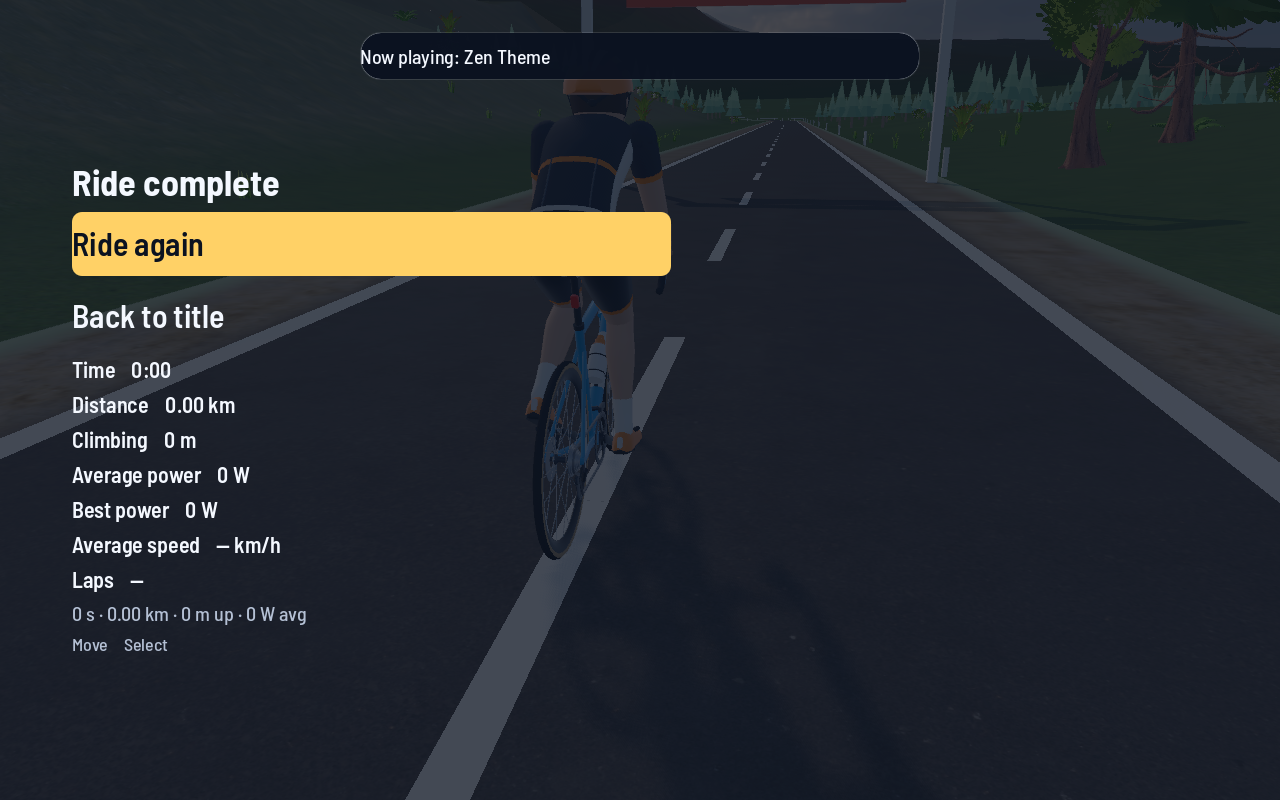 Now playing: Zen Theme
Ride complete
Ride again
Back to title
Time 0:00
Distance 0.00 km
Climbing 0 m
Average power 0 W
Best power 0 W
Average speed – km/h
Laps –
0 s · 0.00 km · 0 m up · 0 W avg
Move Select